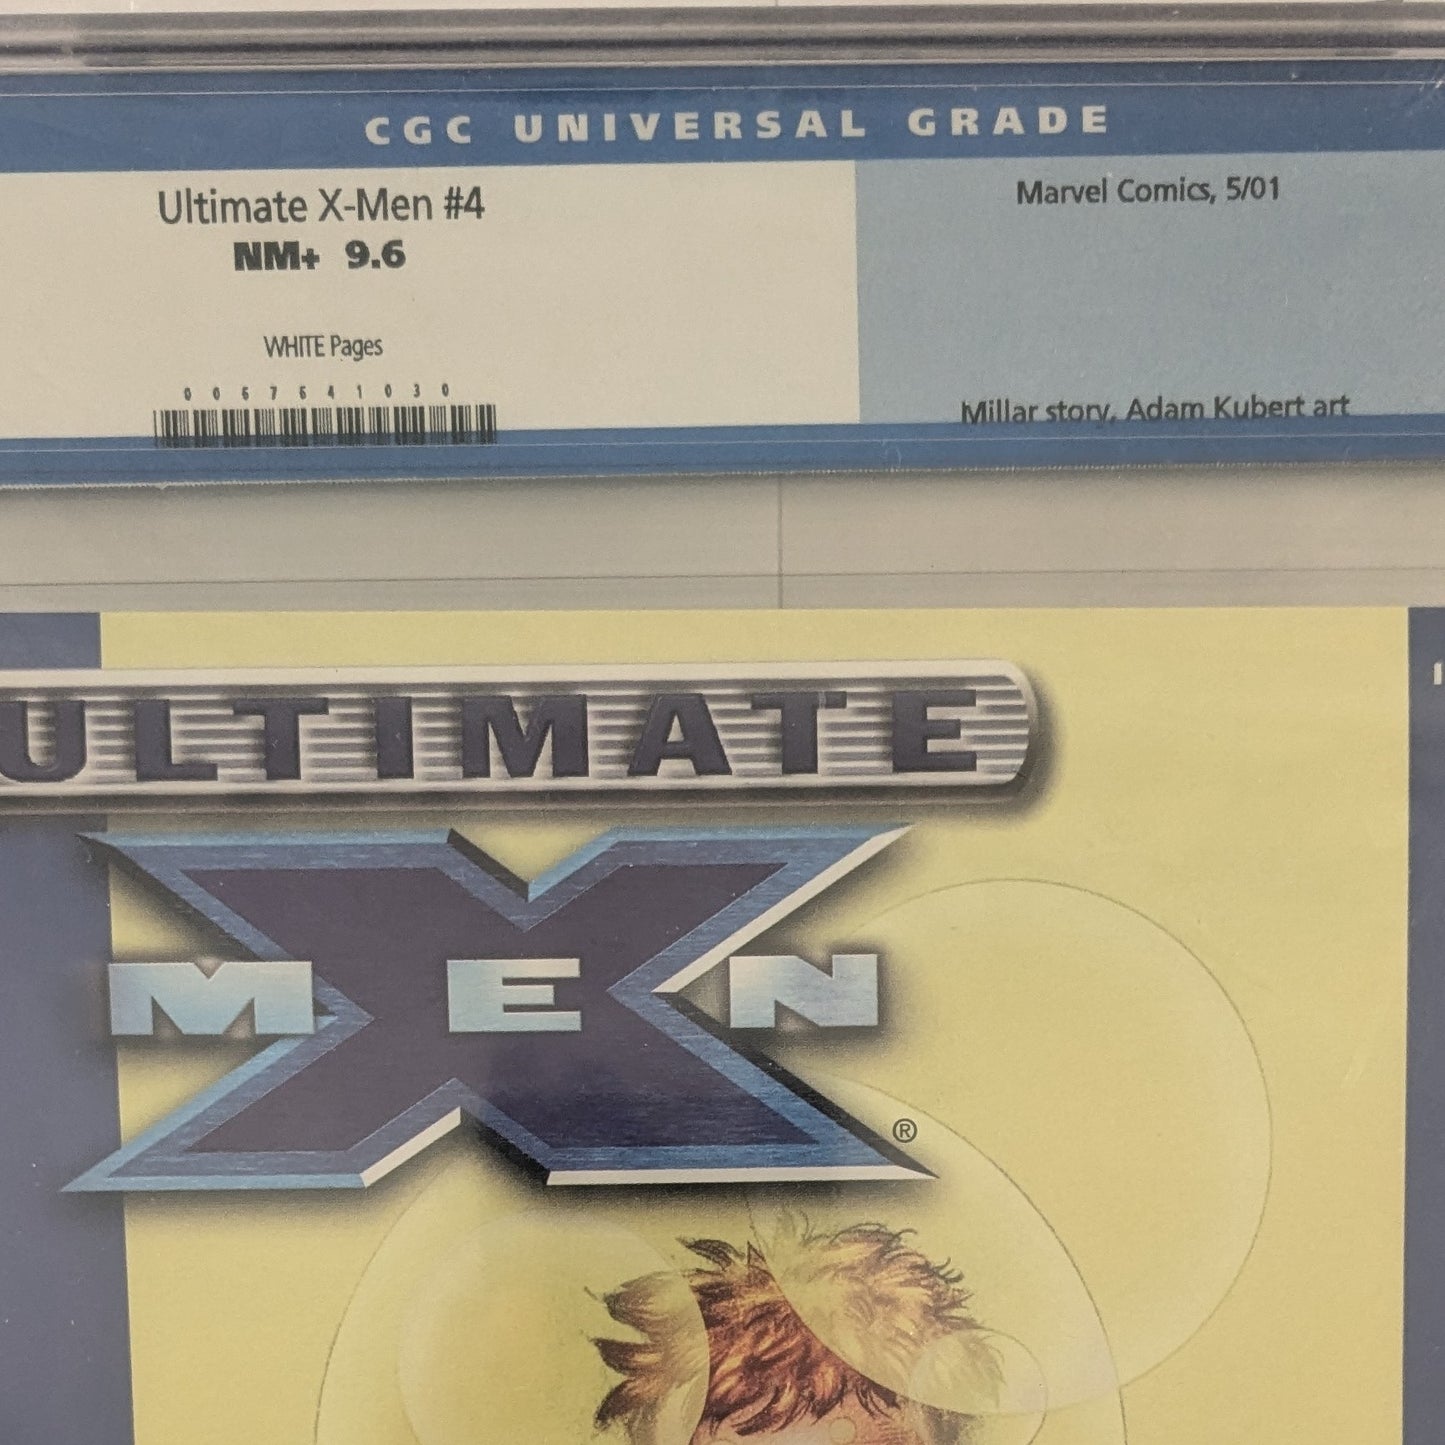 CGC UNIVERSAL GRADE
Ultimate X-Men #4
NM+ 9.6
WHITE Pages
Marvel Comics, 5/01
Millar story, Adam Kubert art
ULTIMATE
X
MEN
®